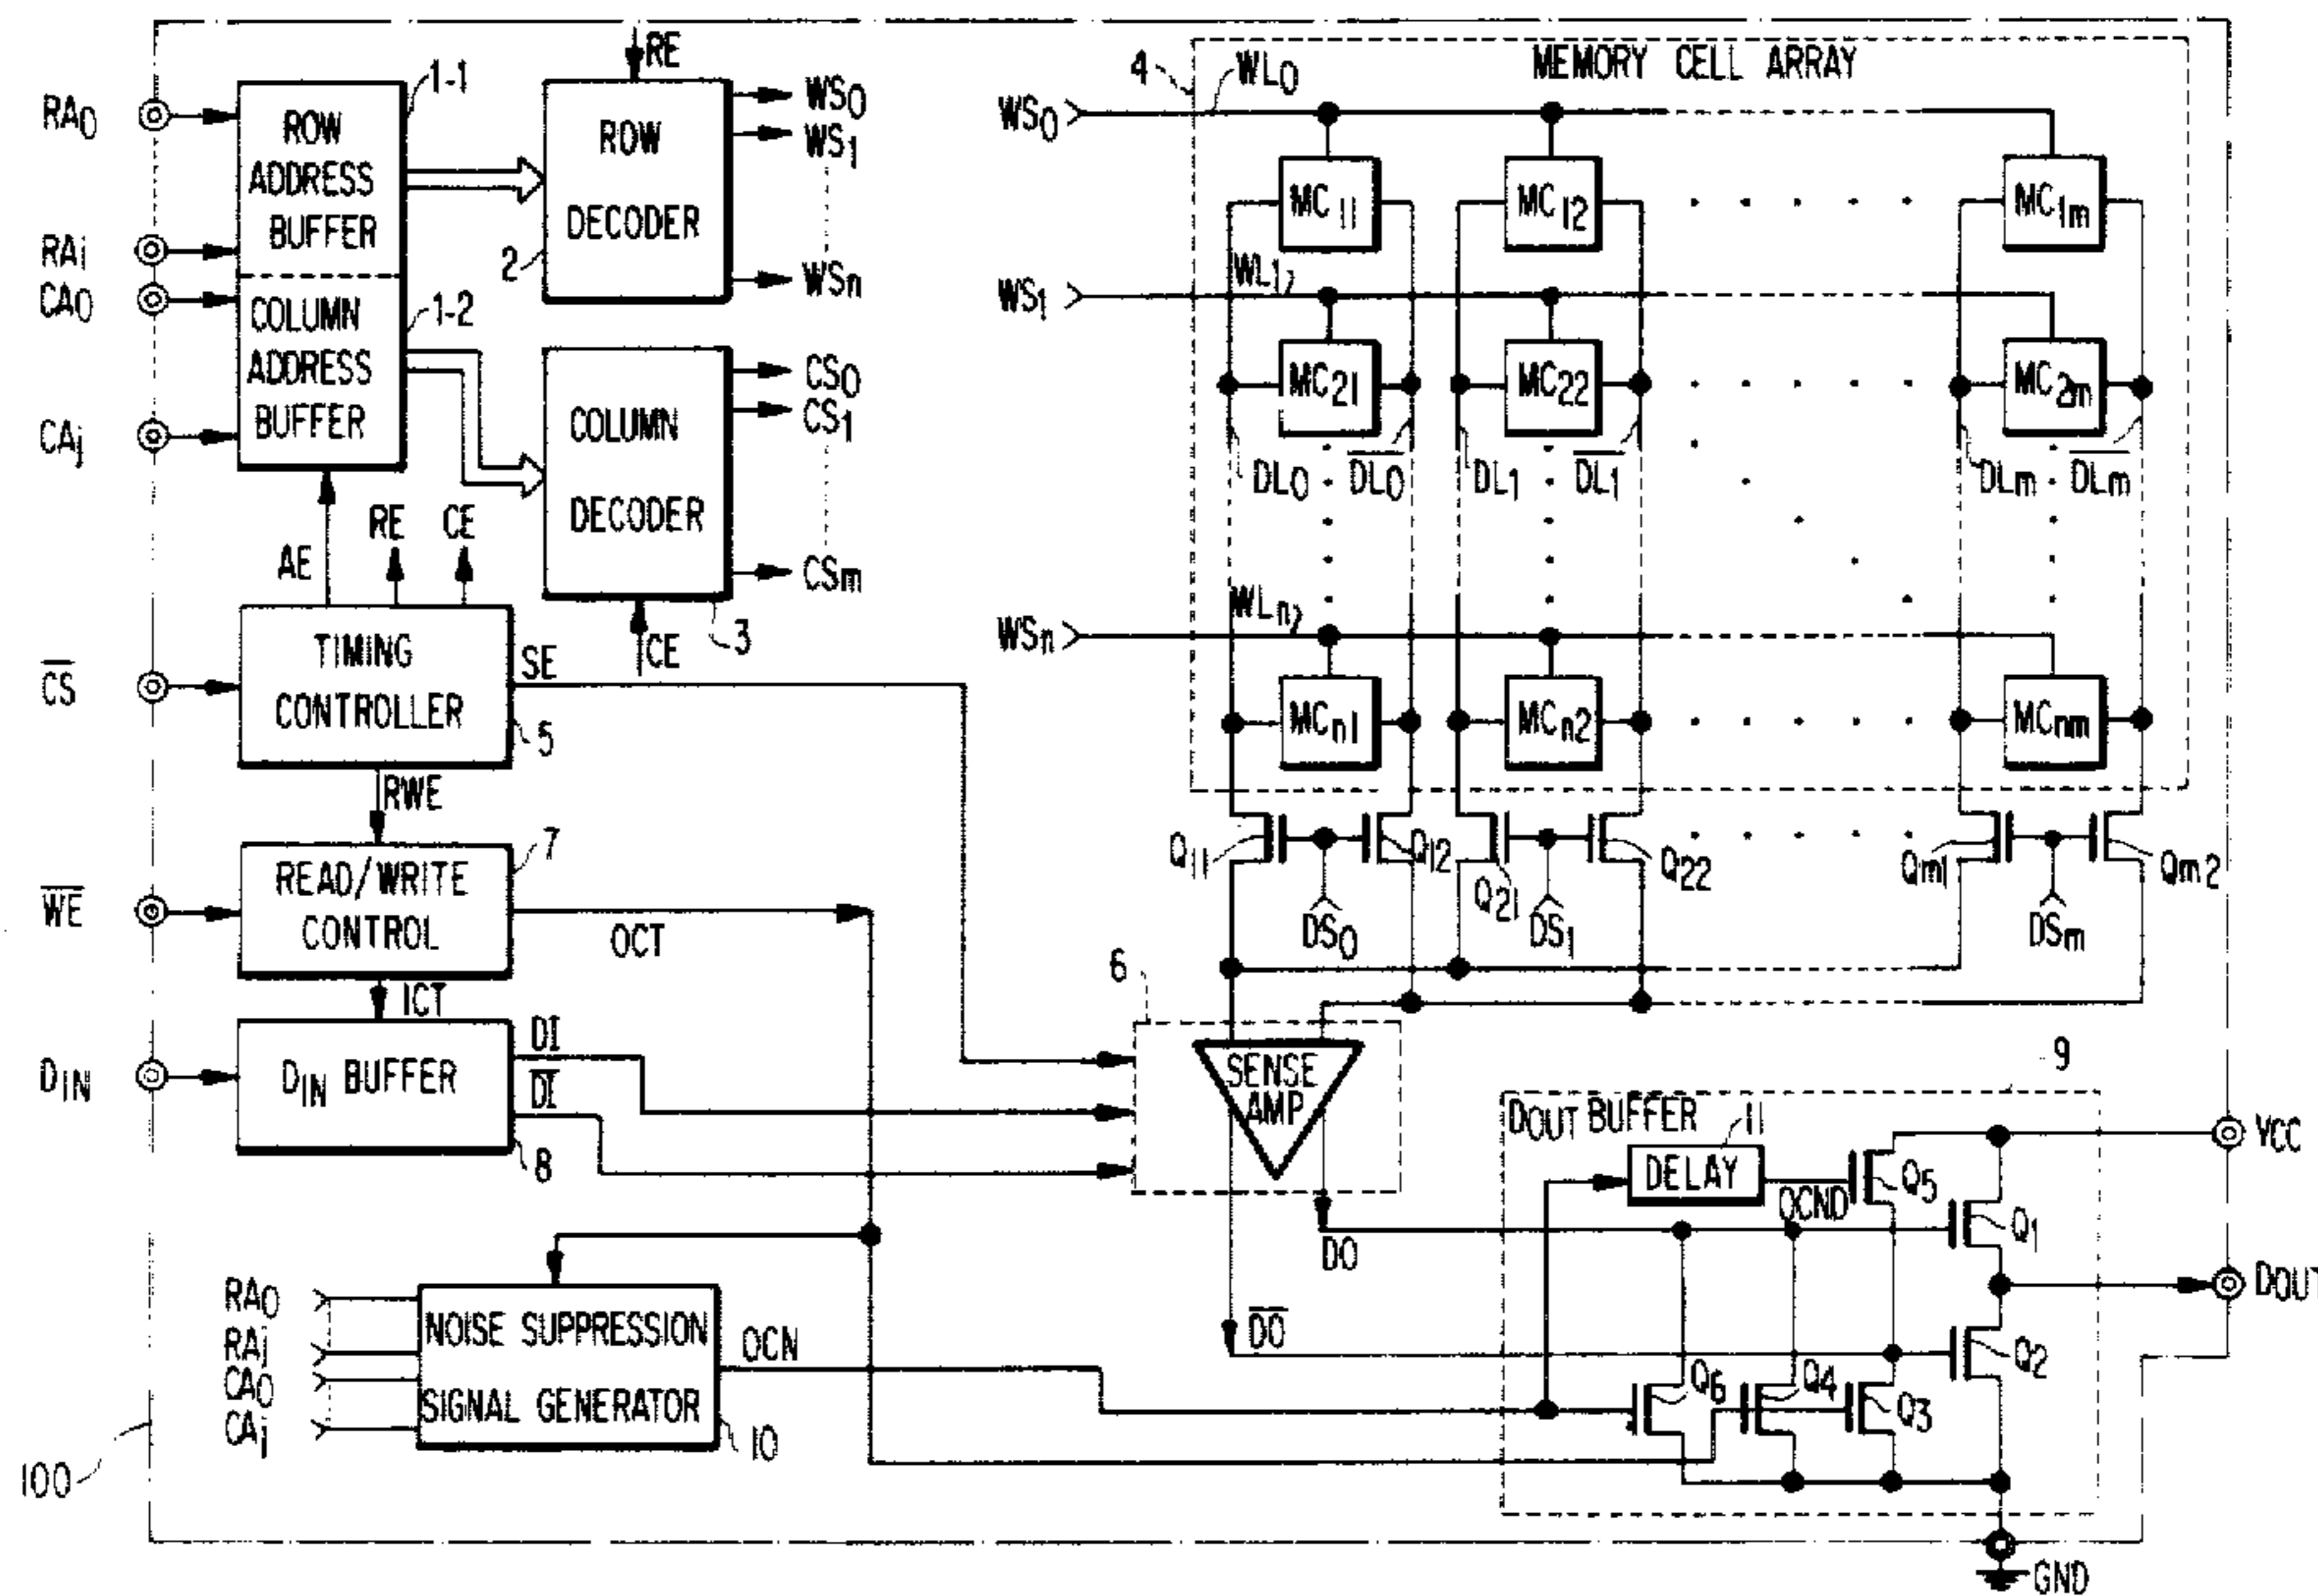 RE
1-1
RA0
ROW
ADDRESS
BUFFER
RAi
CA0
COLUMN
ADDRESS
BUFFER
1-2
CAj
ROW
DECODER
2
WS0
WS1
WSn
COLUMN
DECODER
3
CS0
CS1
CSm
CE
AE
RE
CE
TIMING
CONTROLLER
5
CS
SE
RWE
READ/WRITE
CONTROL
7
WE
OCT
ICT
DIN
DIN BUFFER
8
DI
DI
RA0
RAi
CA0
CAj
NOISE SUPPRESSION
SIGNAL GENERATOR
10
OCN
100
4
MEMORY CELL ARRAY
WL0
WS0
MC11
MC12
MC1m
WL1
WS1
MC21
MC22
MC2m
DL0
DL0
DL1
DL1
DLm
DLm
WLn
WSn
MCn1
MCn2
MCnm
Q11
Q12
Q21
Q22
Qm1
Qm2
DS0
DS1
DSm
6
SENSE
AMP
DO
DO
9
DOUT BUFFER
11
DELAY
OCND
Q5
Q1
Q2
Q6
Q4
Q3
VCC
DOUT
GND